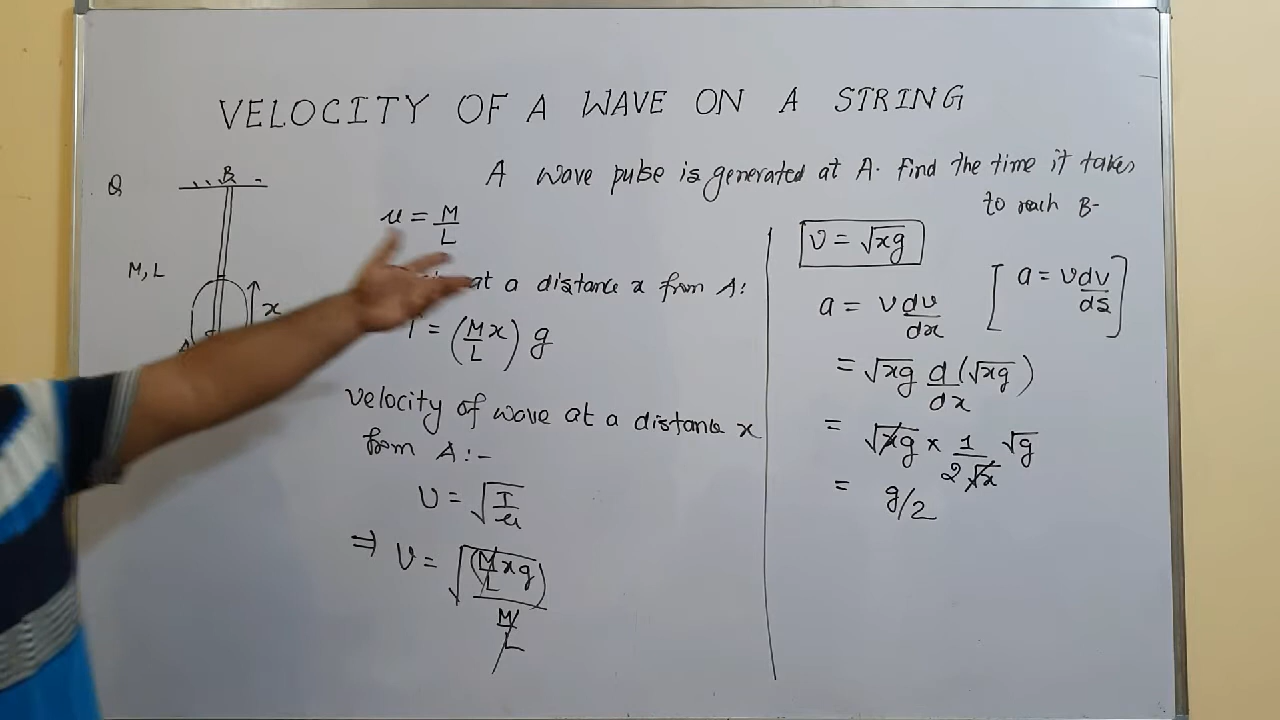 VELOCITY OF A WAVE ON A STRING
Q
B
M, L
x
A
A wave pulse is generated at A. Find the time it takes
to reach B-
u = M/L
at a distance x from A:
T = (M/L x) g
Velocity of wave at a distance x
from A:-
v = √(T/u)
⇒ v = √((M/L xg)/(M/L))
v = √xg
a = v dv/dx
[a = v dv/ds]
= √xg d/dx (√xg)
= √xg × 1/2√x √g
= g/2